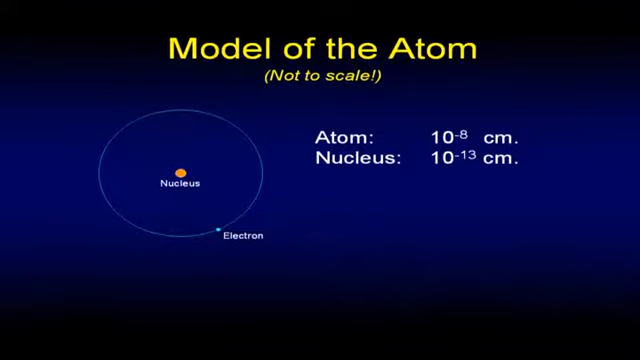 Model of the Atom
(Not to scale!)
Atom: 10⁻⁸ cm.
Nucleus: 10⁻¹³ cm.
Nucleus
Electron